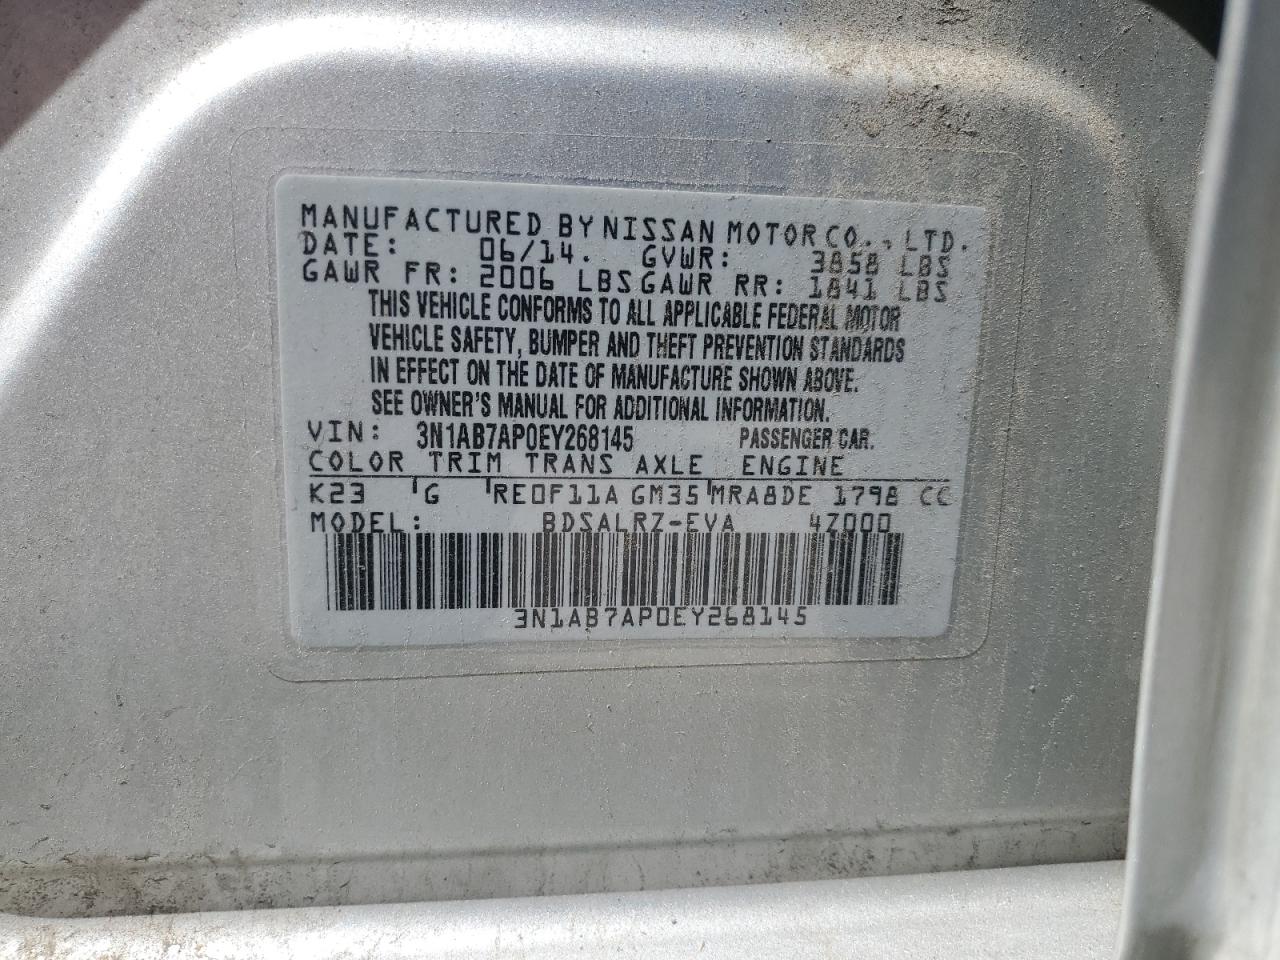 MANUFACTURED BY NISSAN MOTOR CO., LTD.
DATE: 06/14. GVWR: 3858 LBS
GAWR FR: 2006 LBS GAWR RR: 1841 LBS
THIS VEHICLE CONFORMS TO ALL APPLICABLE FEDERAL MOTOR
VEHICLE SAFETY, BUMPER AND THEFT PREVENTION STANDARDS
IN EFFECT ON THE DATE OF MANUFACTURE SHOWN ABOVE.
SEE OWNER'S MANUAL FOR ADDITIONAL INFORMATION.
VIN: 3N1AB7AP0EY268145 PASSENGER CAR.
COLOR TRIM TRANS AXLE ENGINE
K23 G RE0F11A GM35 MRA8DE 1798 CC
MODEL: BDSALRZ-EVA 4Z000
3N1AB7AP0EY268145